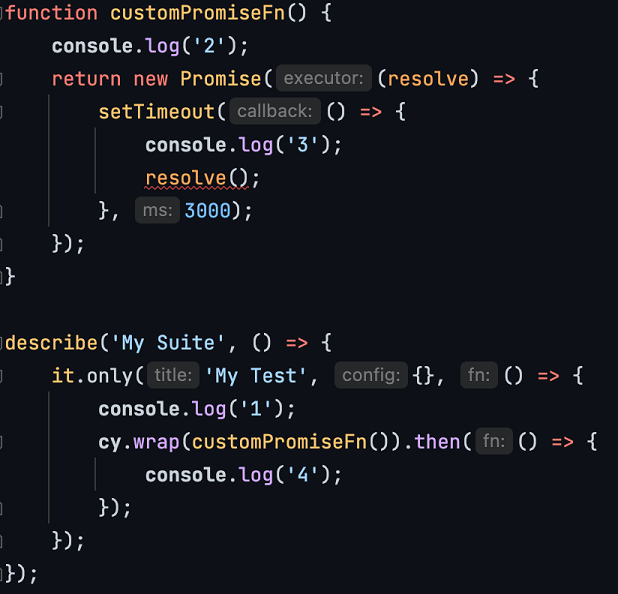 function customPromiseFn() {
    console.log('2');
    return new Promise( executor: (resolve) => {
        setTimeout( callback: () => {
            console.log('3');
            resolve();
        }, ms: 3000);
    });
}

describe('My Suite', () => {
    it.only( title: 'My Test', config: {}, fn: () => {
        console.log('1');
        cy.wrap(customPromiseFn()).then( fn: () => {
            console.log('4');
        });
    });
});